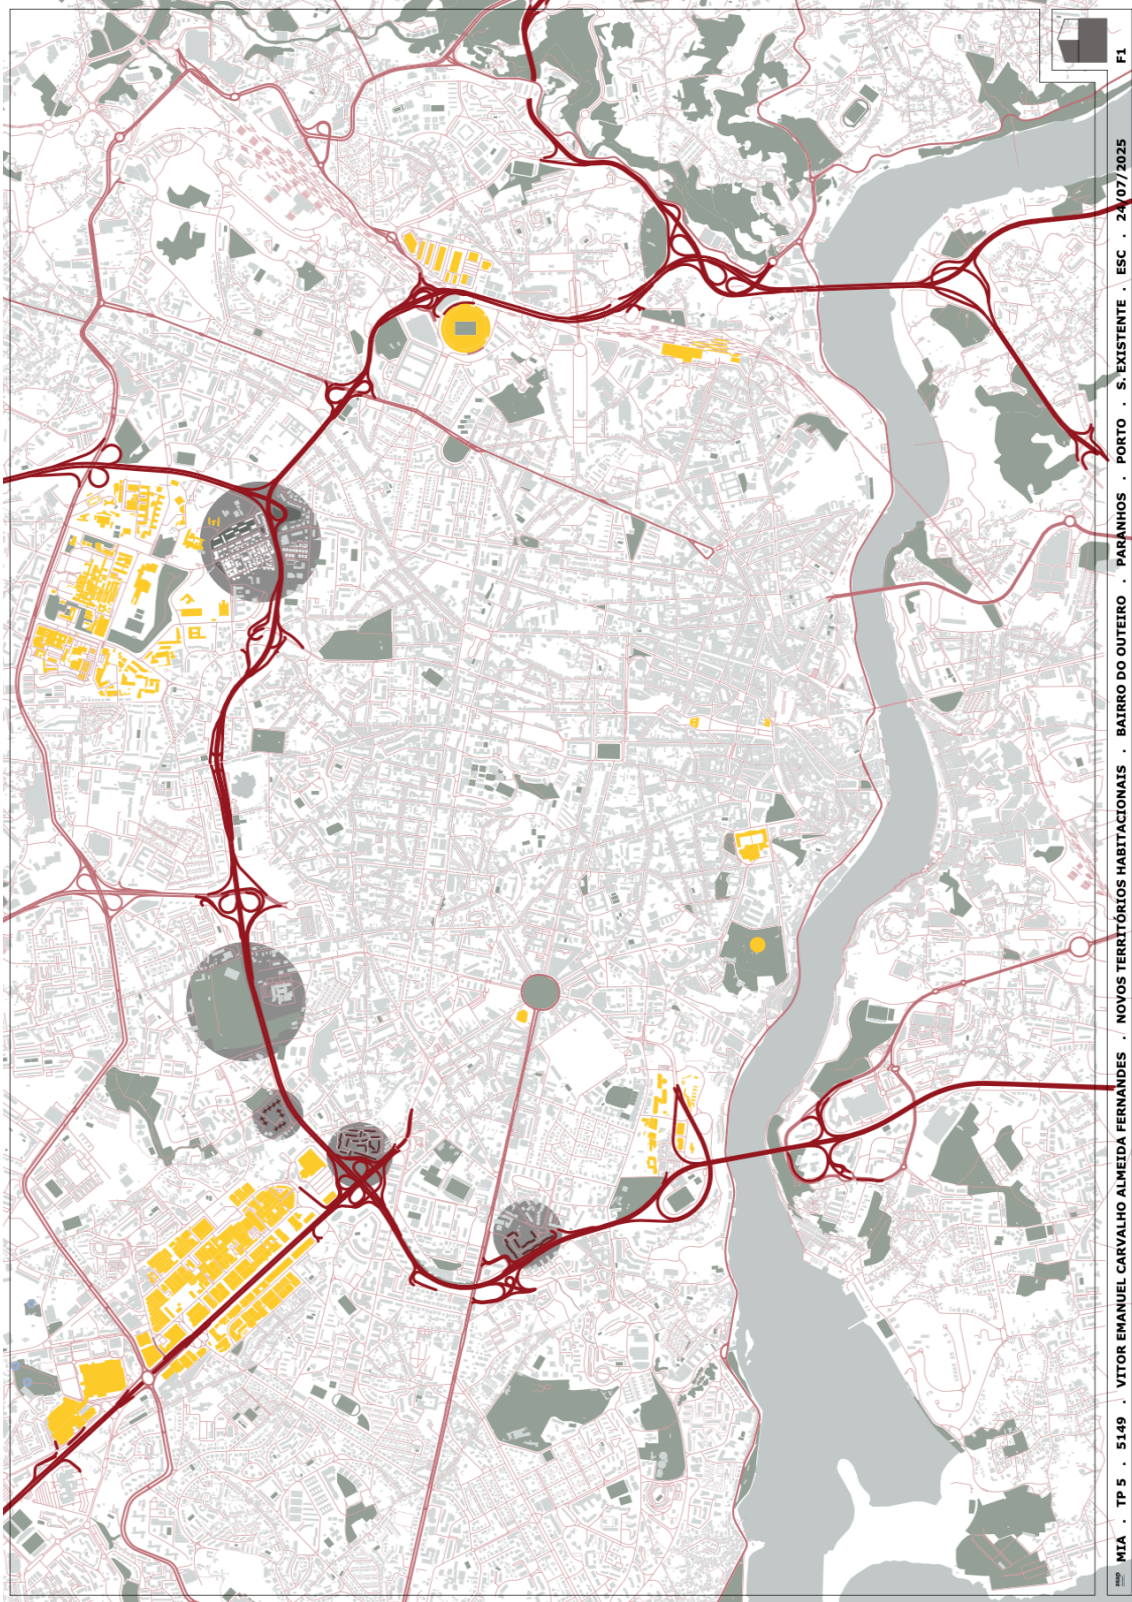 MIA . TP 5 . 5149 . VITOR EMANUEL CARVALHO ALMEIDA FERNANDES . NOVOS TERRITÓRIOS HABITACIONAIS . BAIRRO DO OUTEIRO . PARANHOS . PORTO . S. EXISTENTE . ESC . 24/07/2025 F1